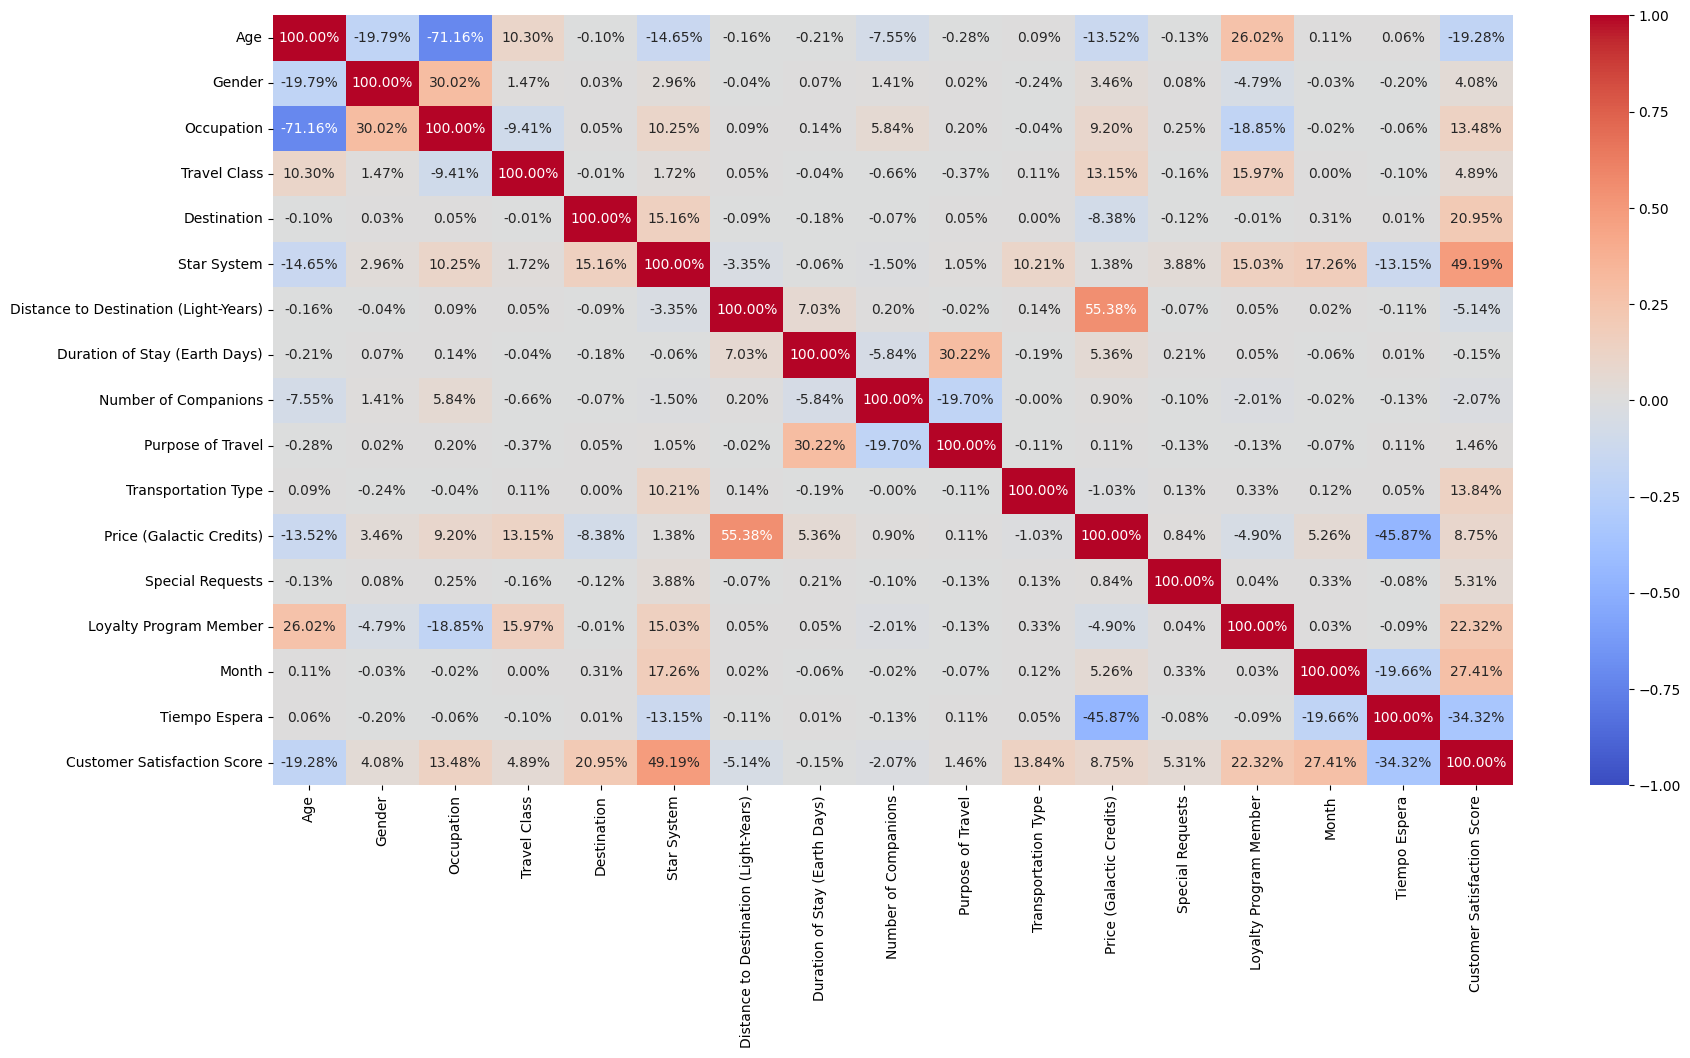 Age 100.00% -19.79% -71.16% 10.30% -0.10% -14.65% -0.16% -0.21% -7.55% -0.28% 0.09% -13.52% -0.13% 26.02% 0.11% 0.06% -19.28%
Gender -19.79% 100.00% 30.02% 1.47% 0.03% 2.96% -0.04% 0.07% 1.41% 0.02% -0.24% 3.46% 0.08% -4.79% -0.03% -0.20% 4.08%
Occupation -71.16% 30.02% 100.00% -9.41% 0.05% 10.25% 0.09% 0.14% 5.84% 0.20% -0.04% 9.20% 0.25% -18.85% -0.02% -0.06% 13.48%
Travel Class 10.30% 1.47% -9.41% 100.00% -0.01% 1.72% 0.05% -0.04% -0.66% -0.37% 0.11% 13.15% -0.16% 15.97% 0.00% -0.10% 4.89%
Destination -0.10% 0.03% 0.05% -0.01% 100.00% 15.16% -0.09% -0.18% -0.07% 0.05% 0.00% -8.38% -0.12% -0.01% 0.31% 0.01% 20.95%
Star System -14.65% 2.96% 10.25% 1.72% 15.16% 100.00% -3.35% -0.06% -1.50% 1.05% 10.21% 1.38% 3.88% 15.03% 17.26% -13.15% 49.19%
Distance to Destination (Light-Years) -0.16% -0.04% 0.09% 0.05% -0.09% -3.35% 100.00% 7.03% 0.20% -0.02% 0.14% 55.38% -0.07% 0.05% 0.02% -0.11% -5.14%
Duration of Stay (Earth Days) -0.21% 0.07% 0.14% -0.04% -0.18% -0.06% 7.03% 100.00% -5.84% 30.22% -0.19% 5.36% 0.21% 0.05% -0.06% 0.01% -0.15%
Number of Companions -7.55% 1.41% 5.84% -0.66% -0.07% -1.50% 0.20% -5.84% 100.00% -19.70% -0.00% 0.90% -0.10% -2.01% -0.02% -0.13% -2.07%
Purpose of Travel -0.28% 0.02% 0.20% -0.37% 0.05% 1.05% -0.02% 30.22% -19.70% 100.00% -0.11% 0.11% -0.13% -0.13% -0.07% 0.11% 1.46%
Transportation Type 0.09% -0.24% -0.04% 0.11% 0.00% 10.21% 0.14% -0.19% -0.00% -0.11% 100.00% -1.03% 0.13% 0.33% 0.12% 0.05% 13.84%
Price (Galactic Credits) -13.52% 3.46% 9.20% 13.15% -8.38% 1.38% 55.38% 5.36% 0.90% 0.11% -1.03% 100.00% 0.84% -4.90% 5.26% -45.87% 8.75%
Special Requests -0.13% 0.08% 0.25% -0.16% -0.12% 3.88% -0.07% 0.21% -0.10% -0.13% 0.13% 0.84% 100.00% 0.04% 0.33% -0.08% 5.31%
Loyalty Program Member 26.02% -4.79% -18.85% 15.97% -0.01% 15.03% 0.05% 0.05% -2.01% -0.13% 0.33% -4.90% 0.04% 100.00% 0.03% -0.09% 22.32%
Month 0.11% -0.03% -0.02% 0.00% 0.31% 17.26% 0.02% -0.06% -0.02% -0.07% 0.12% 5.26% 0.33% 0.03% 100.00% -19.66% 27.41%
Tiempo Espera 0.06% -0.20% -0.06% -0.10% 0.01% -13.15% -0.11% 0.01% -0.13% 0.11% 0.05% -45.87% -0.08% -0.09% -19.66% 100.00% -34.32%
Customer Satisfaction Score -19.28% 4.08% 13.48% 4.89% 20.95% 49.19% -5.14% -0.15% -2.07% 1.46% 13.84% 8.75% 5.31% 22.32% 27.41% -34.32% 100.00%
Age
Gender
Occupation
Travel Class
Destination
Star System
Distance to Destination (Light-Years)
Duration of Stay (Earth Days)
Number of Companions
Purpose of Travel
Transportation Type
Price (Galactic Credits)
Special Requests
Loyalty Program Member
Month
Tiempo Espera
Customer Satisfaction Score
1.00
0.75
0.50
0.25
0.00
−0.25
−0.50
−0.75
−1.00